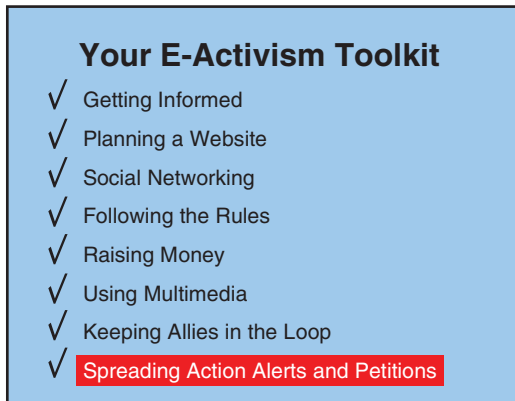 Your E-Activism Toolkit
√ Getting Informed
√ Planning a Website
√ Social Networking
√ Following the Rules
√ Raising Money
√ Using Multimedia
√ Keeping Allies in the Loop
√ Spreading Action Alerts and Petitions